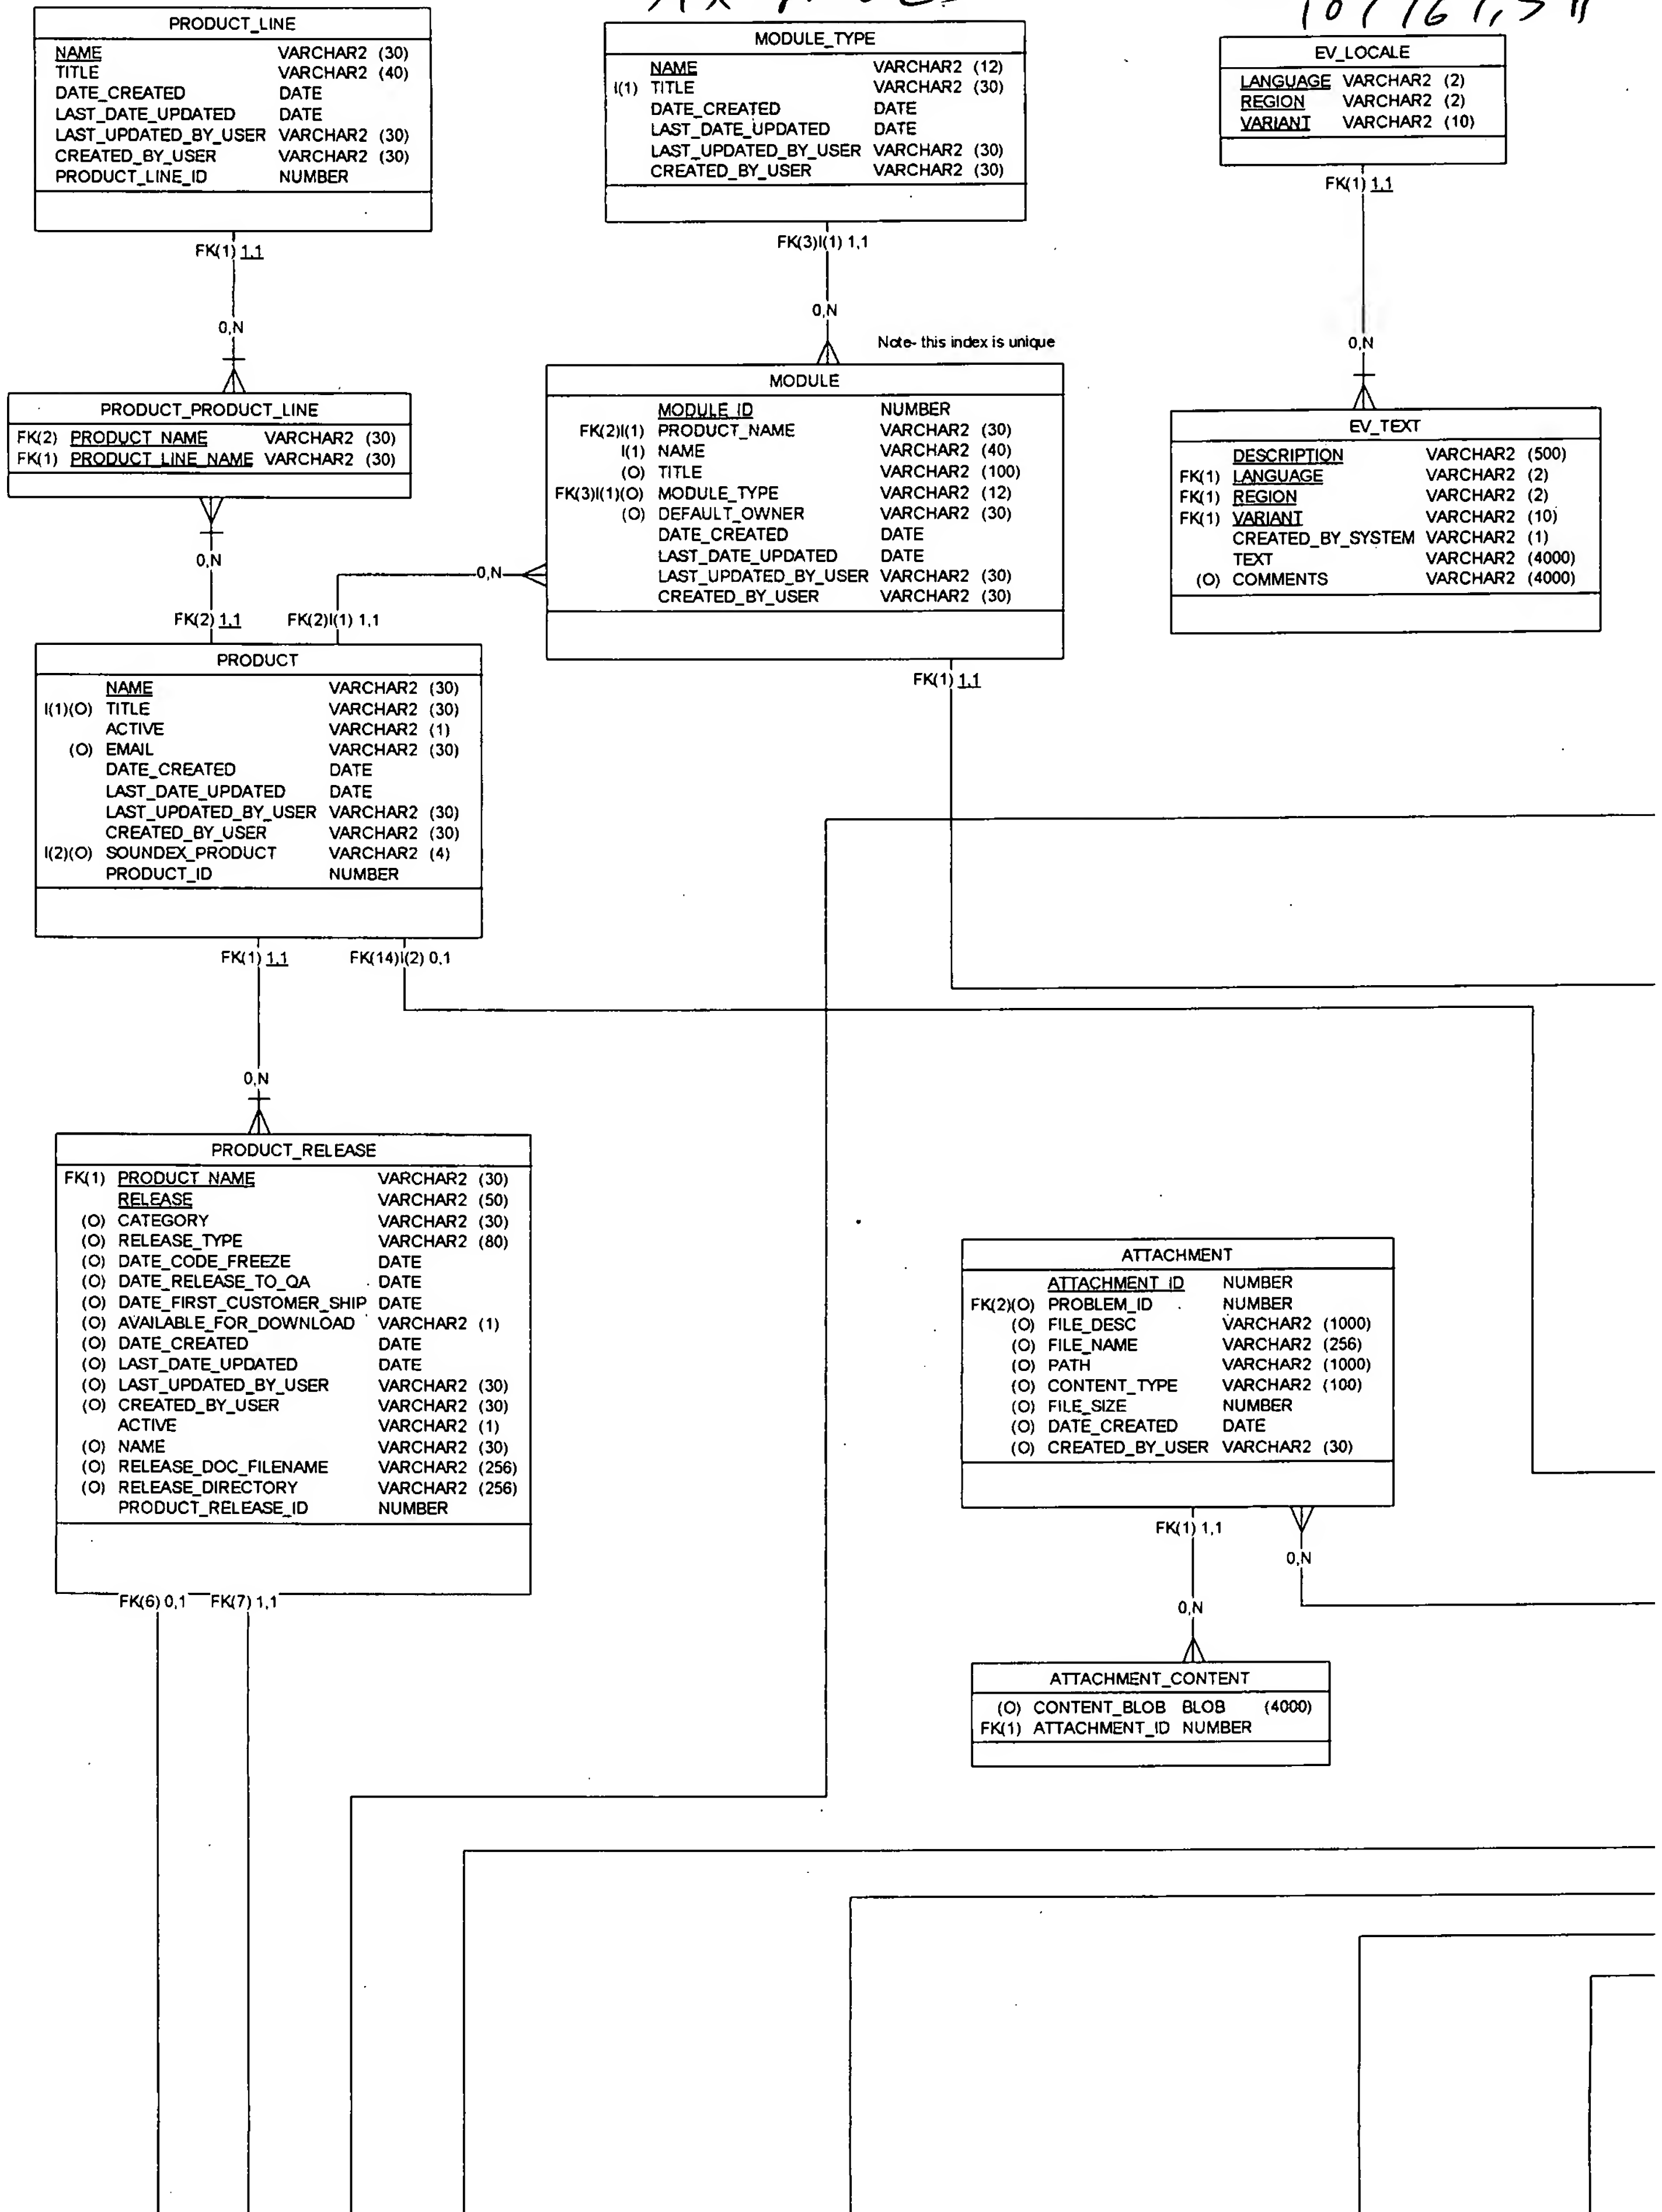 PRODUCT_LINE
NAME VARCHAR2 (30)
TITLE VARCHAR2 (40)
DATE_CREATED DATE
LAST_DATE_UPDATED DATE
LAST_UPDATED_BY_USER VARCHAR2 (30)
CREATED_BY_USER VARCHAR2 (30)
PRODUCT_LINE_ID NUMBER
FK(1) 1,1
0,N
MODULE_TYPE
NAME VARCHAR2 (12)
I(1) TITLE VARCHAR2 (30)
DATE_CREATED DATE
LAST_DATE_UPDATED DATE
LAST_UPDATED_BY_USER VARCHAR2 (30)
CREATED_BY_USER VARCHAR2 (30)
FK(3)I(1) 1,1
0,N
Note- this index is unique
EV_LOCALE
LANGUAGE VARCHAR2 (2)
REGION VARCHAR2 (2)
VARIANT VARCHAR2 (10)
FK(1) 1,1
0,N
PRODUCT_PRODUCT_LINE
FK(2) PRODUCT_NAME VARCHAR2 (30)
FK(1) PRODUCT_LINE_NAME VARCHAR2 (30)
0,N
FK(2) 1,1
FK(2)I(1) 1,1
0,N
MODULE
MODULE_ID NUMBER
FK(2)I(1) PRODUCT_NAME VARCHAR2 (30)
I(1) NAME VARCHAR2 (40)
(O) TITLE VARCHAR2 (100)
FK(3)I(1)(O) MODULE_TYPE VARCHAR2 (12)
(O) DEFAULT_OWNER VARCHAR2 (30)
DATE_CREATED DATE
LAST_DATE_UPDATED DATE
LAST_UPDATED_BY_USER VARCHAR2 (30)
CREATED_BY_USER VARCHAR2 (30)
FK(1) 1,1
EV_TEXT
DESCRIPTION VARCHAR2 (500)
FK(1) LANGUAGE VARCHAR2 (2)
FK(1) REGION VARCHAR2 (2)
FK(1) VARIANT VARCHAR2 (10)
CREATED_BY_SYSTEM VARCHAR2 (1)
TEXT VARCHAR2 (4000)
(O) COMMENTS VARCHAR2 (4000)
PRODUCT
NAME VARCHAR2 (30)
I(1)(O) TITLE VARCHAR2 (30)
ACTIVE VARCHAR2 (1)
(O) EMAIL VARCHAR2 (30)
DATE_CREATED DATE
LAST_DATE_UPDATED DATE
LAST_UPDATED_BY_USER VARCHAR2 (30)
CREATED_BY_USER VARCHAR2 (30)
I(2)(O) SOUNDEX_PRODUCT VARCHAR2 (4)
PRODUCT_ID NUMBER
FK(1) 1,1
FK(14)I(2) 0,1
0,N
PRODUCT_RELEASE
FK(1) PRODUCT_NAME VARCHAR2 (30)
RELEASE VARCHAR2 (50)
(O) CATEGORY VARCHAR2 (30)
(O) RELEASE_TYPE VARCHAR2 (80)
(O) DATE_CODE_FREEZE DATE
(O) DATE_RELEASE_TO_QA DATE
(O) DATE_FIRST_CUSTOMER_SHIP DATE
(O) AVAILABLE_FOR_DOWNLOAD VARCHAR2 (1)
(O) DATE_CREATED DATE
(O) LAST_DATE_UPDATED DATE
(O) LAST_UPDATED_BY_USER VARCHAR2 (30)
(O) CREATED_BY_USER VARCHAR2 (30)
ACTIVE VARCHAR2 (1)
(O) NAME VARCHAR2 (30)
(O) RELEASE_DOC_FILENAME VARCHAR2 (256)
(O) RELEASE_DIRECTORY VARCHAR2 (256)
PRODUCT_RELEASE_ID NUMBER
FK(6) 0,1
FK(7) 1,1
ATTACHMENT
ATTACHMENT_ID NUMBER
FK(2)(O) PROBLEM_ID NUMBER
(O) FILE_DESC VARCHAR2 (1000)
(O) FILE_NAME VARCHAR2 (256)
(O) PATH VARCHAR2 (1000)
(O) CONTENT_TYPE VARCHAR2 (100)
(O) FILE_SIZE NUMBER
(O) DATE_CREATED DATE
(O) CREATED_BY_USER VARCHAR2 (30)
FK(1) 1,1
0,N
0,N
ATTACHMENT_CONTENT
(O) CONTENT_BLOB BLOB (4000)
FK(1) ATTACHMENT_ID NUMBER